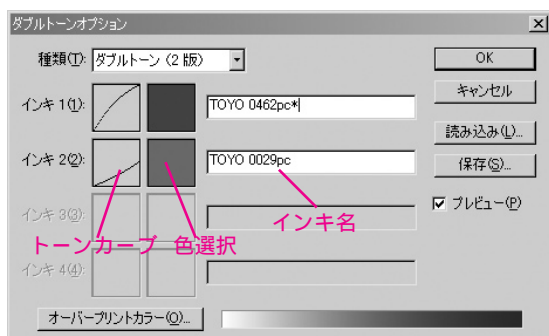 ダブルトーンオプション
種類(T): ダブルトーン (2 版)
OK
インキ 1(1):
TOYO 0462pc*
キャンセル
読み込み(L)...
インキ 2(2):
TOYO 0029pc
保存(S)...
プレビュー(P)
インキ 3(3):
インキ名
トーンカーブ 色選択
インキ 4(4):
オーバープリントカラー(O)...